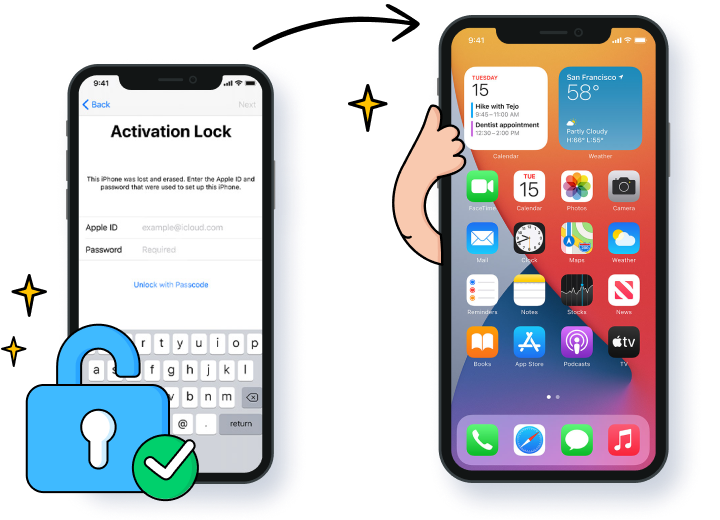 9:41
Back
Next
Activation Lock
This iPhone was lost and erased. Enter the Apple ID and
password that were used to set up this iPhone.
Apple ID example@icloud.com
Password Required
Unlock with Passcode
r t y u i o p
a s f g h j k l
v b n m
@ . return
9:41
TUESDAY
15
Hike with Tejo
9:45–11:00 AM
Dentist appointment
12:30–2:00 PM
Calendar
San Francisco
58°
Partly Cloudy
H:66° L:55°
Weather
FaceTime
TUE
15
Calendar
Photos
Camera
Mail
Clock
Maps
Weather
Reminders
Notes
Stocks
News
Books
App Store
Podcasts
tv
TV